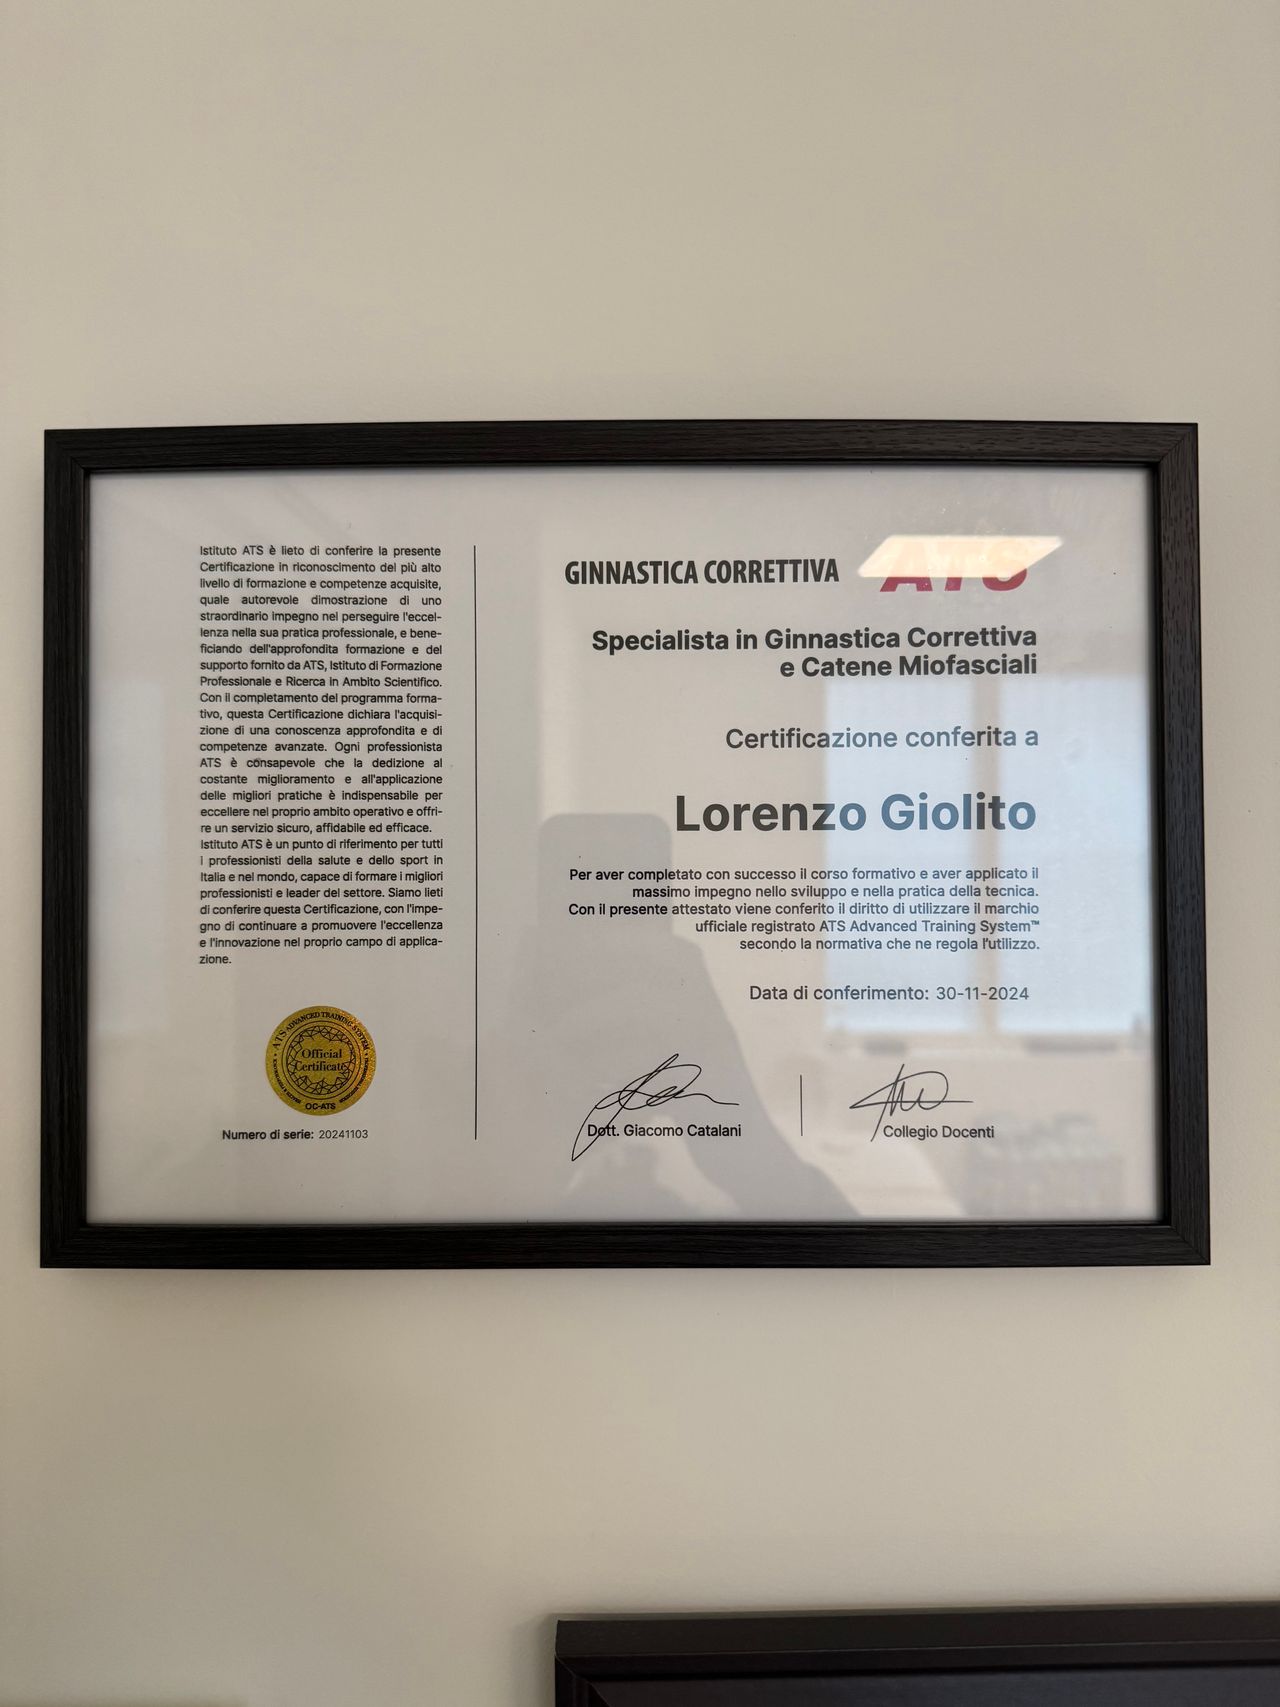 Istituto ATS è lieto di conferire la presente
Certificazione in riconoscimento del più alto
livello di formazione e competenze acquisite,
quale autorevole dimostrazione di uno
straordinario impegno nel perseguire l'eccel-
lenza nella sua pratica professionale, e bene-
ficiando dell'approfondita formazione e del
supporto fornito da ATS, Istituto di Formazione
Professionale e Ricerca in Ambito Scientifico.
Con il completamento del programma forma-
tivo, questa Certificazione dichiara l'acquisi-
zione di una conoscenza approfondita e di
competenze avanzate. Ogni professionista
ATS è consapevole che la dedizione al
costante miglioramento e all'applicazione
delle migliori pratiche è indispensabile per
eccellere nel proprio ambito operativo e offri-
re un servizio sicuro, affidabile ed efficace.
Istituto ATS è un punto di riferimento per tutti
i professionisti della salute e dello sport in
Italia e nel mondo, capace di formare i migliori
professionisti e leader del settore. Siamo lieti
di conferire questa Certificazione, con l'impe-
gno di continuare a promuovere l'eccellenza
e l'innovazione nel proprio campo di applica-
zione.
ATS ADVANCED TRAINING SYSTEM
Official
Certificate
OC-ATS
Numero di serie: 20241103
GINNASTICA CORRETTIVA
ATS
Specialista in Ginnastica Correttiva
e Catene Miofasciali
Certificazione conferita a
Lorenzo Giolito
Per aver completato con successo il corso formativo e aver applicato il
massimo impegno nello sviluppo e nella pratica della tecnica.
Con il presente attestato viene conferito il diritto di utilizzare il marchio
ufficiale registrato ATS Advanced Training System™
secondo la normativa che ne regola l'utilizzo.
Data di conferimento: 30-11-2024
Dott. Giacomo Catalani
Collegio Docenti